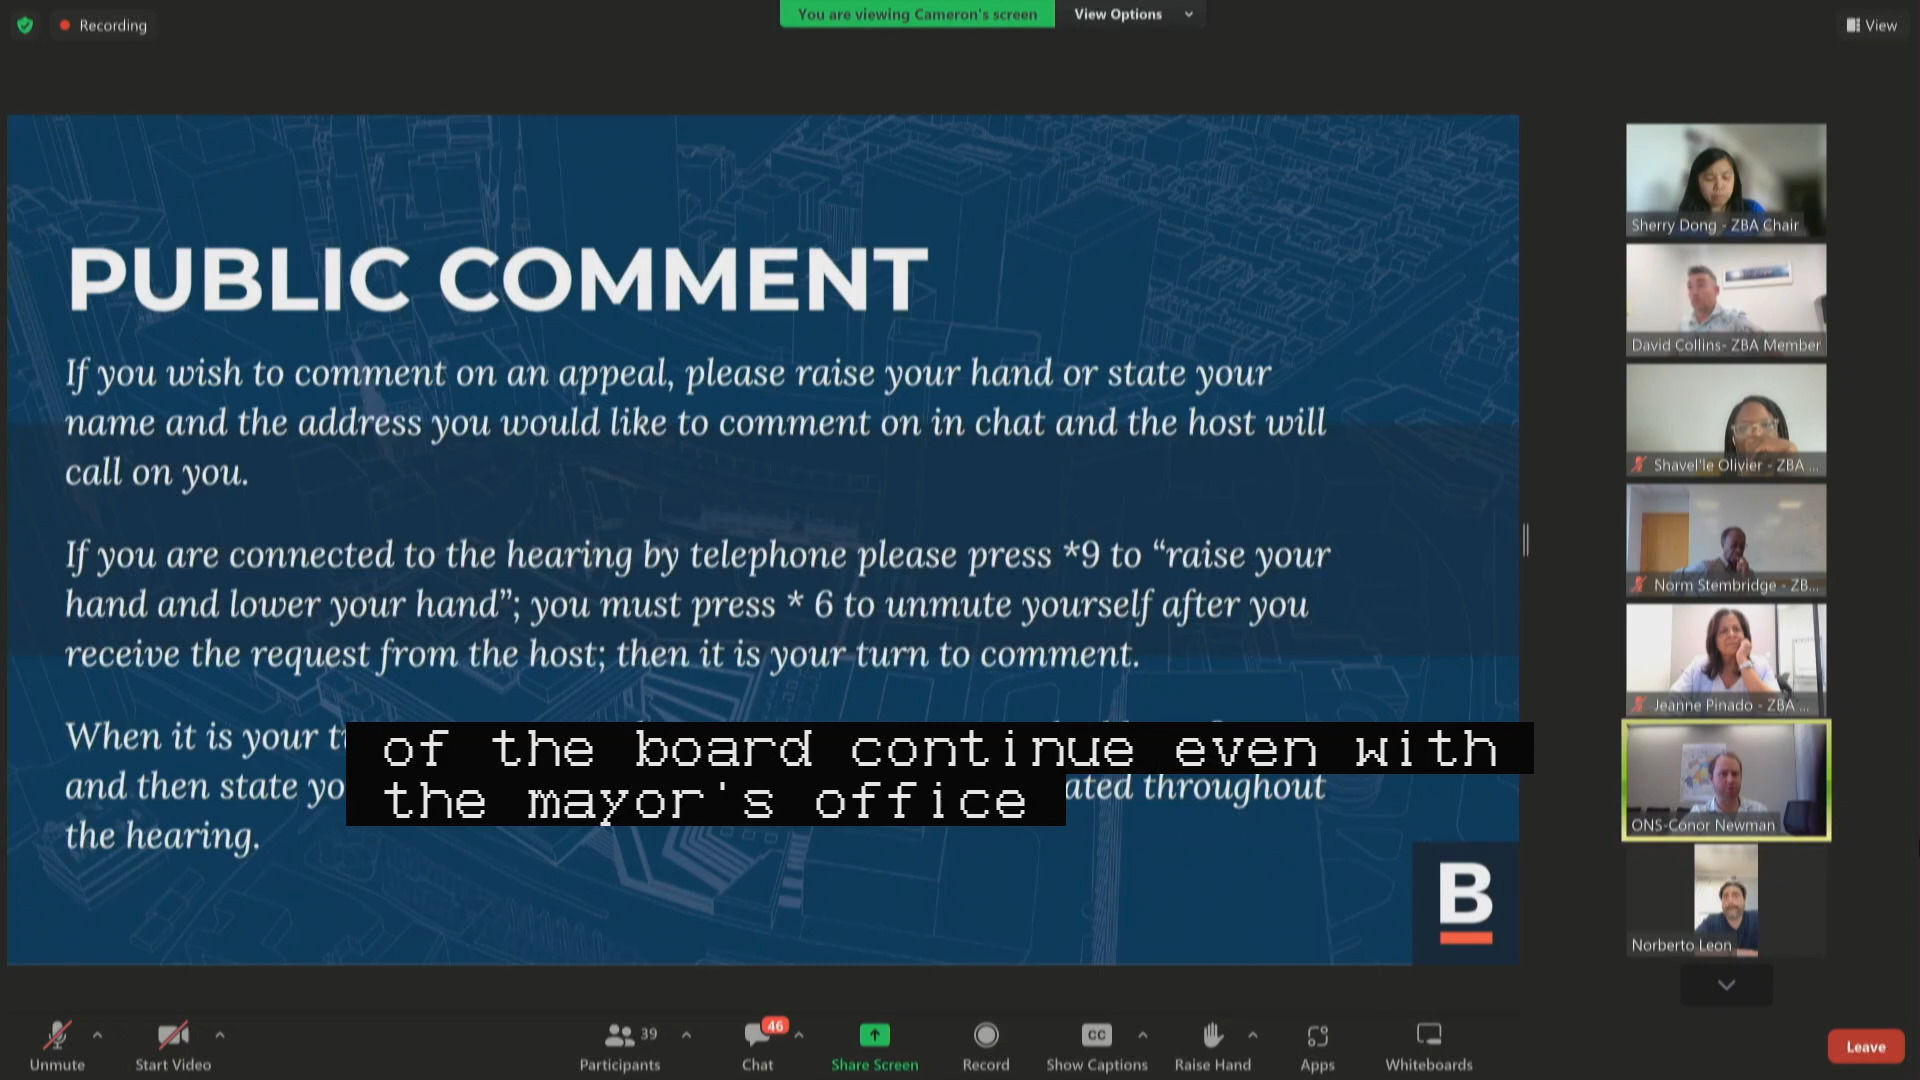 Recording
You are viewing Cameron's screen
View Options
View
PUBLIC COMMENT
If you wish to comment on an appeal, please raise your hand or state your
name and the address you would like to comment on in chat and the host will
call on you.
If you are connected to the hearing by telephone please press *9 to “raise your
hand and lower your hand”; you must press * 6 to unmute yourself after you
receive the request from the host; then it is your turn to comment.
When it is your
and then state throughout
the hearing.
of the board continue even with
the mayor's office
B
Sherry Dong - ZBA Chair
David Collins- ZBA Member
Shavel'le Olivier - ZBA ...
Norm Stembridge - ZB...
Jeanne Pinado - ZBA ...
ONS-Conor Newman
Norberto Leon
Unmute
Start Video
39
Participants
46
Chat
Share Screen
Record
CC
Show Captions
Raise Hand
Apps
Whiteboards
Leave